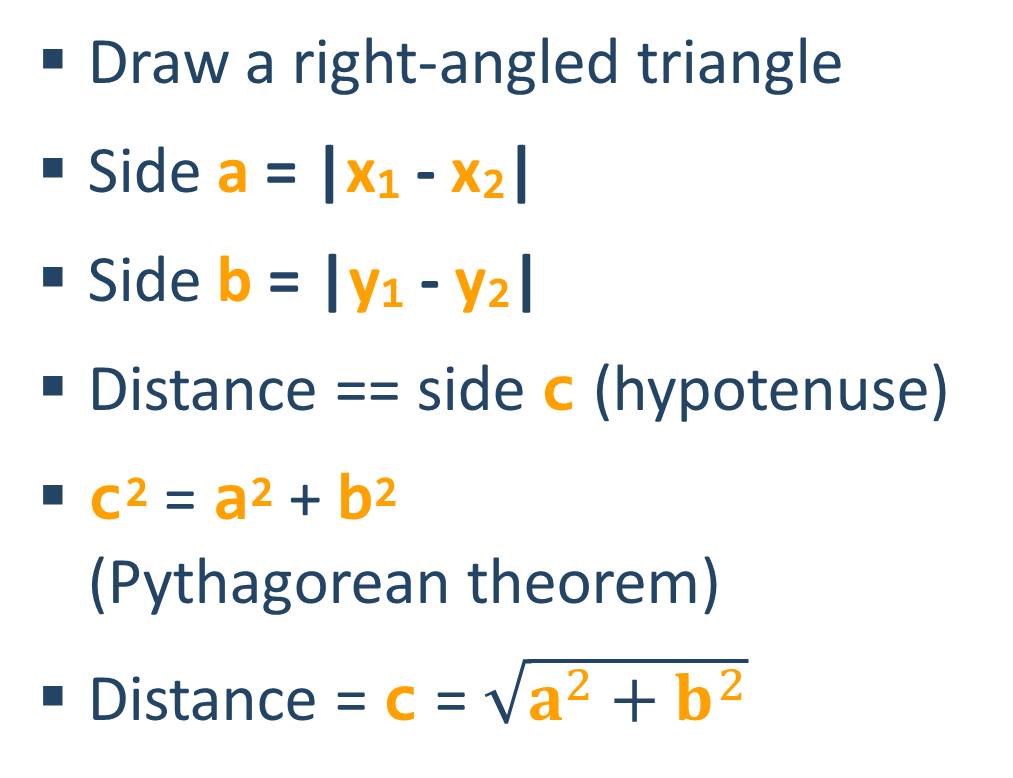 ▪ Draw a right-angled triangle
▪ Side a = |x₁ - x₂|
▪ Side b = |y₁ - y₂|
▪ Distance == side c (hypotenuse)
▪ c² = a² + b²
(Pythagorean theorem)
▪ Distance = c = √(a² + b²)